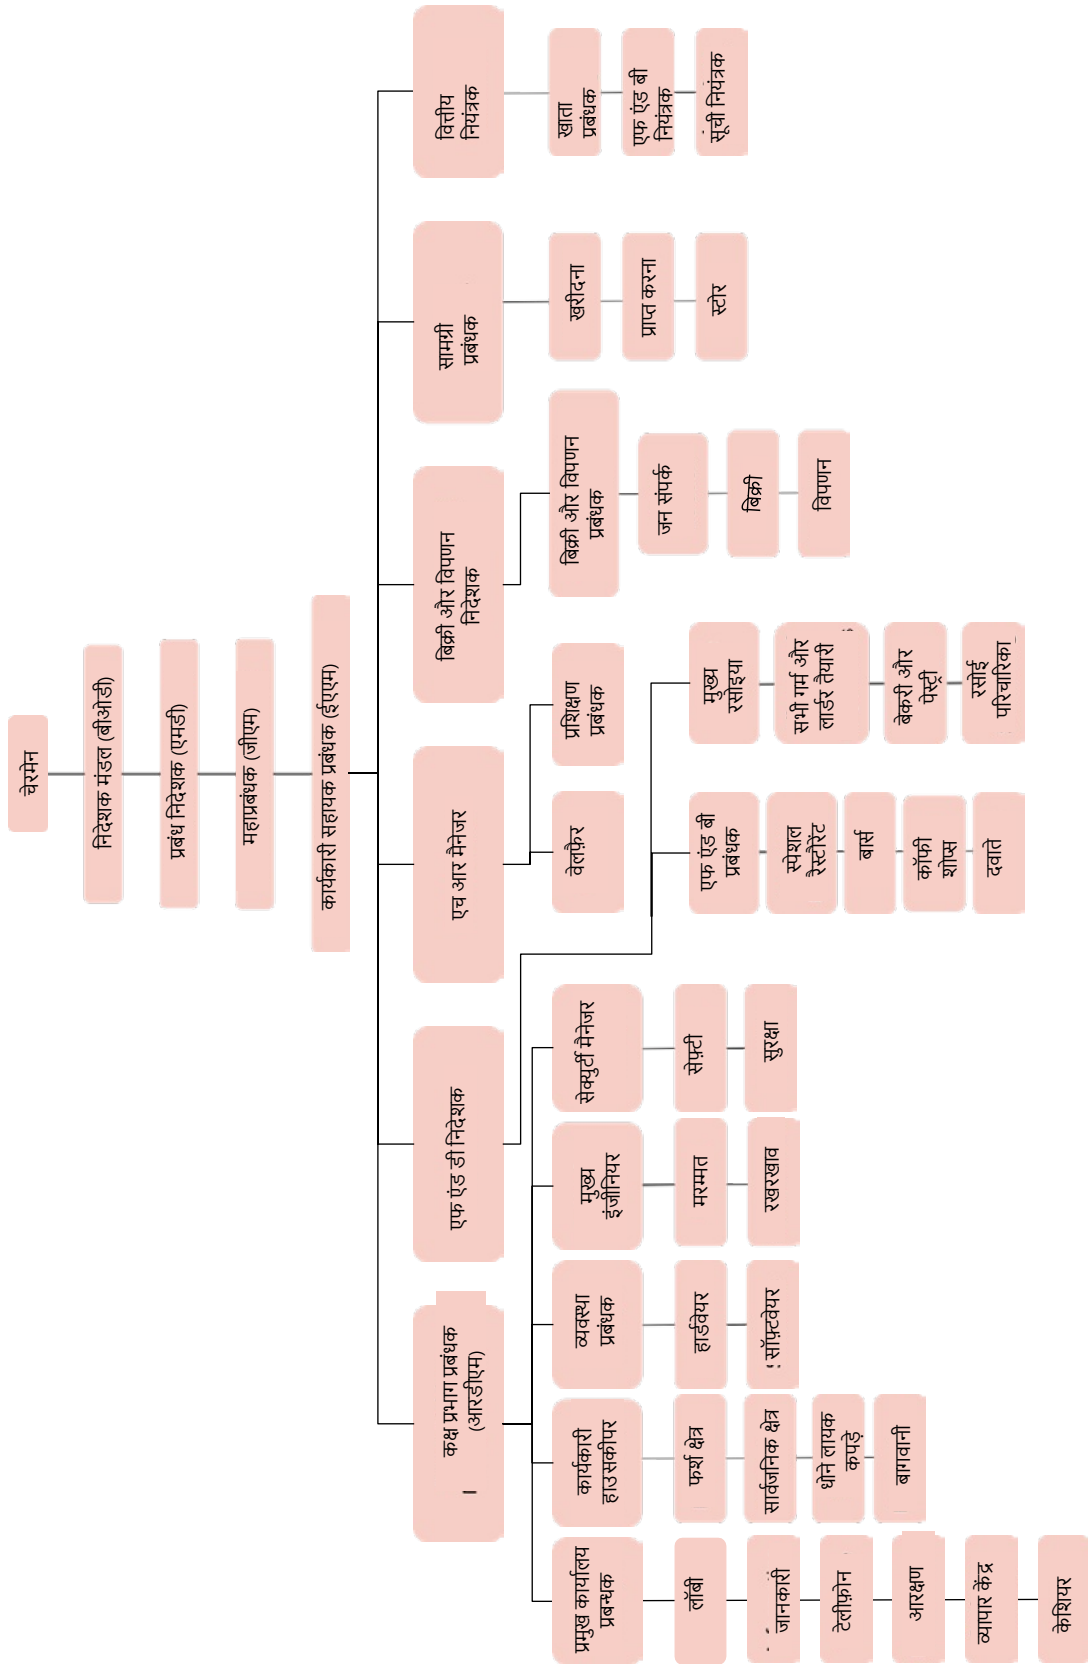 चेरमेन
निदेशक मंडल (बीओडी)
प्रबंध निदेशक (एमडी)
महाप्रबंधक (जीएम)
कार्यकारी सहायक प्रबंधक (ईएएम)
कक्ष प्रभाग प्रबंधक
(आरडीएम)
एफ एंड डी निदेशक
एच आर मैनेजर
बिक्री और विपणन
निदेशक
सामग्री
प्रबंधक
वित्तीय
नियंत्रक
प्रमुख कार्यालय
प्रबन्धक
लॉबी
जानकारी
टेलीफ़ोन
आरक्षण
व्यापार केंद्र
केशियर
कार्यकारी
हाउसकीपर
फर्श क्षेत्र
सार्वजनिक क्षेत्र
धोने लायक
कपड़े
बागवानी
व्यवस्था
प्रबंधक
हार्डवेयर
सॉफ़्टवेयर
मुख्य
इंजीनियर
मरम्मत
रखरखाव
सेक्युर्टी मैनेजर
सेफ़्टी
सुरक्षा
एफ एंड बी
प्रबंधक
स्पेशल
रैस्टौरेंट
बार्स
कॉफी
शोप्स
दवाते
मुख्य
रसोइया
सभी गर्म और
लार्डर तैयारी
बेकरी और
पेस्ट्री
रसोई
परिचारिका
वेलफ़ैर
प्रशिक्षण
प्रबंधक
बिक्री और विपणन
प्रबंधक
जन संपर्क
बिक्री
विपणन
खरीदना
प्राप्त करना
स्टोर
खाता
प्रबंधक
एफ एंड बी
नियंत्रक
सूंची नियंत्रक